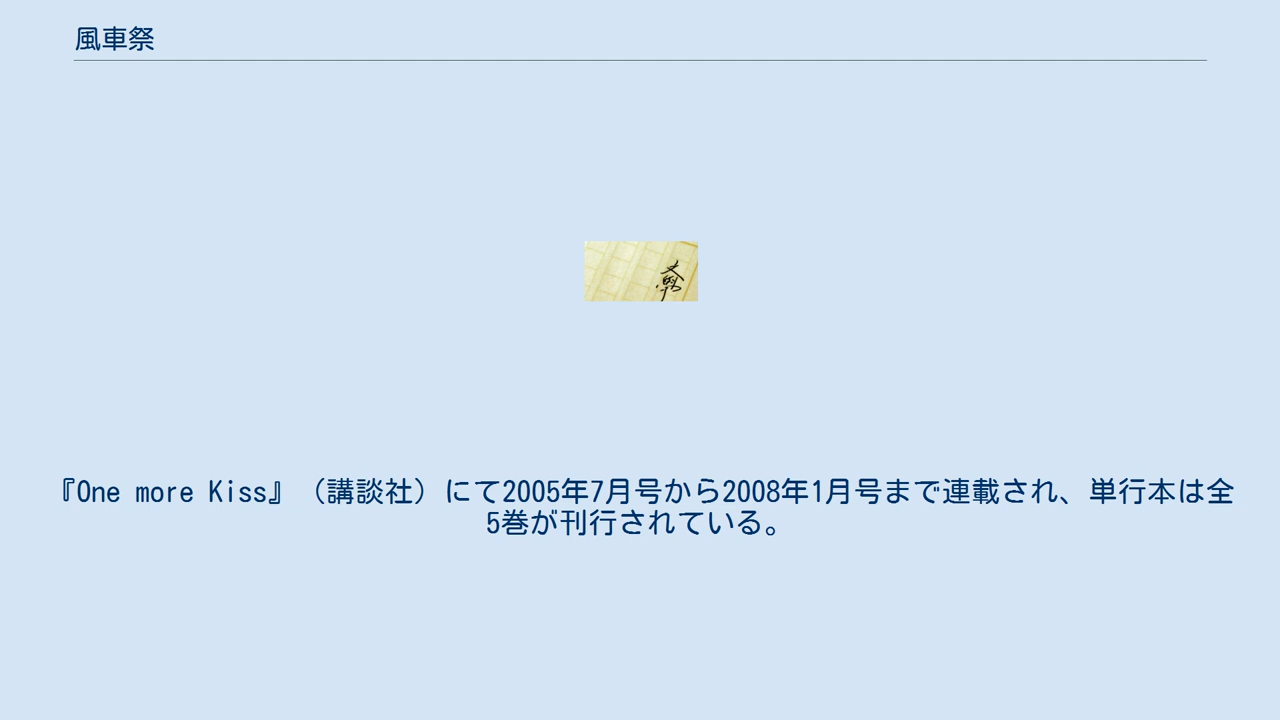 風車祭
『One more Kiss』（講談社）にて2005年7月号から2008年1月号まで連載され、単行本は全
5巻が刊行されている。